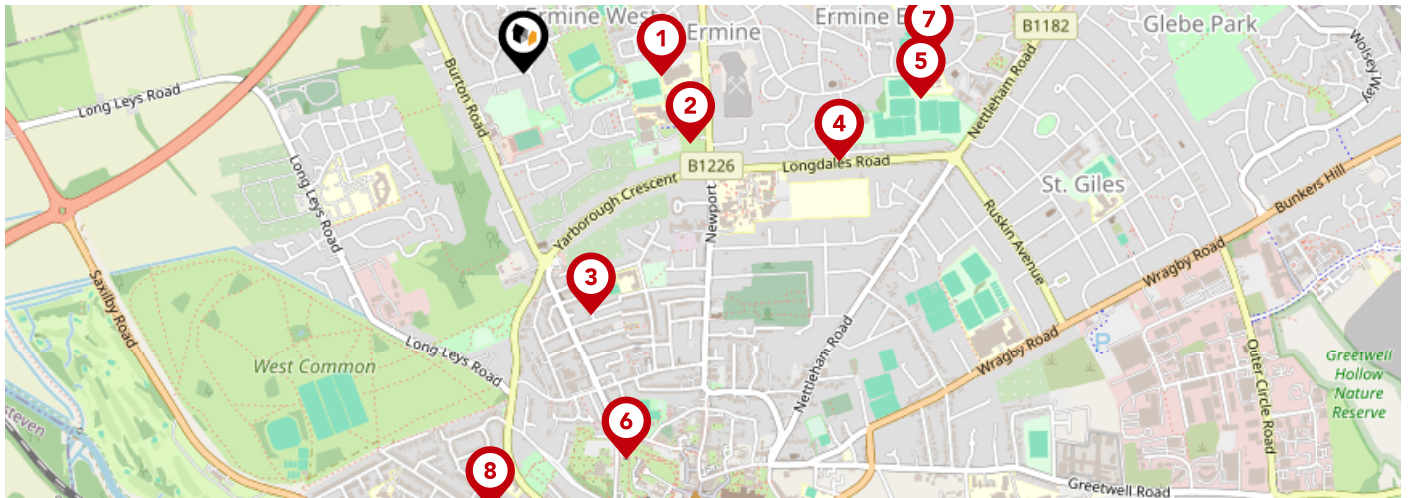 Ermine West
Ermine
Ermine E
7
B1182
Glebe Park
Wolsey Way
1
5
Burton Road
Nettleham Road
Long Leys Road
2
4
B1226
Longdales Road
Long Leys Road
Yarborough Crescent
Newport
St. Giles
Ruskin Avenue
Bunkers Hill
Wragby Road
3
Saxilby Road
West Common
Long Leys Road
Nettleham Road
Wragby Road
P
Outer Circle Road
Greetwell
Hollow
Nature
Reserve
steven
6
8
Greetwell Road